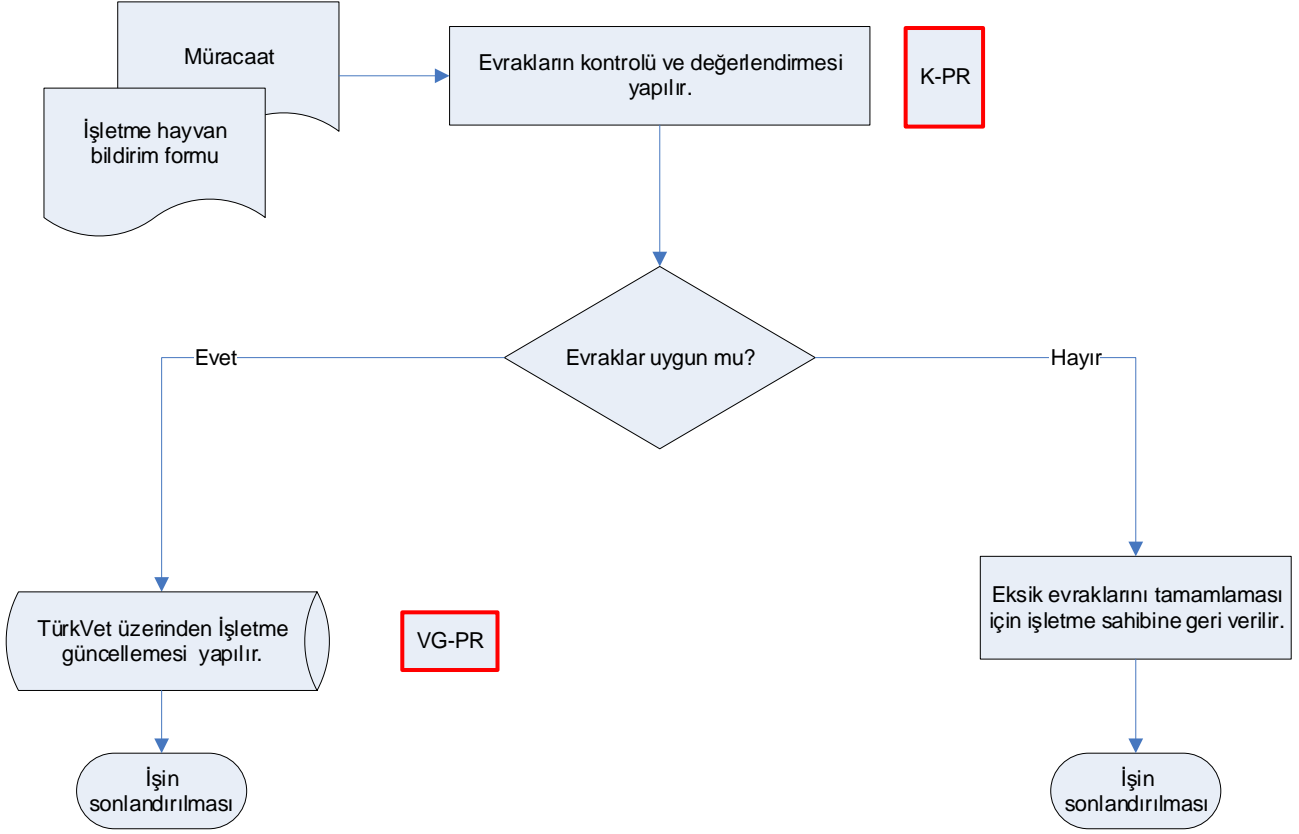 Müracaat
İşletme hayvan
bildirim formu
Evrakların kontrolü ve değerlendirmesi
yapılır.
K-PR
Evraklar uygun mu?
Evet
Hayır
TürkVet üzerinden İşletme
güncellemesi yapılır.
VG-PR
Eksik evraklarını tamamlaması
için işletme sahibine geri verilir.
İşin
sonlandırılması
İşin
sonlandırılması